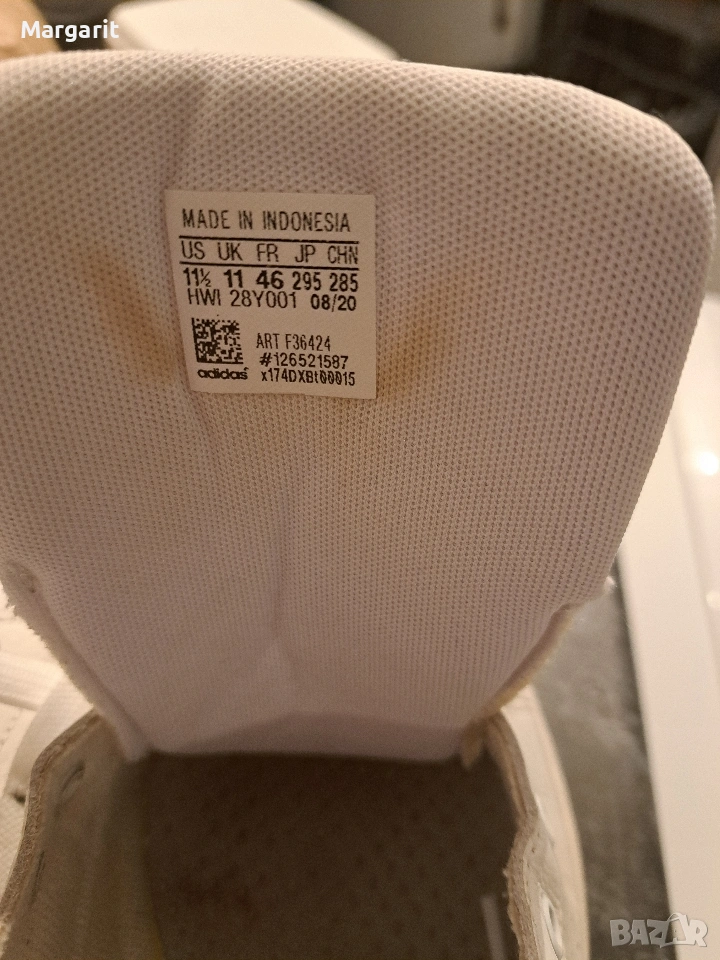 Margarit
MADE IN INDONESIA
US UK FR JP CHN
11½ 11 46 295 285
HWI 28Y001 08/20
ART F36424
#126521587
adidas x174DXBt00015
BAZAR